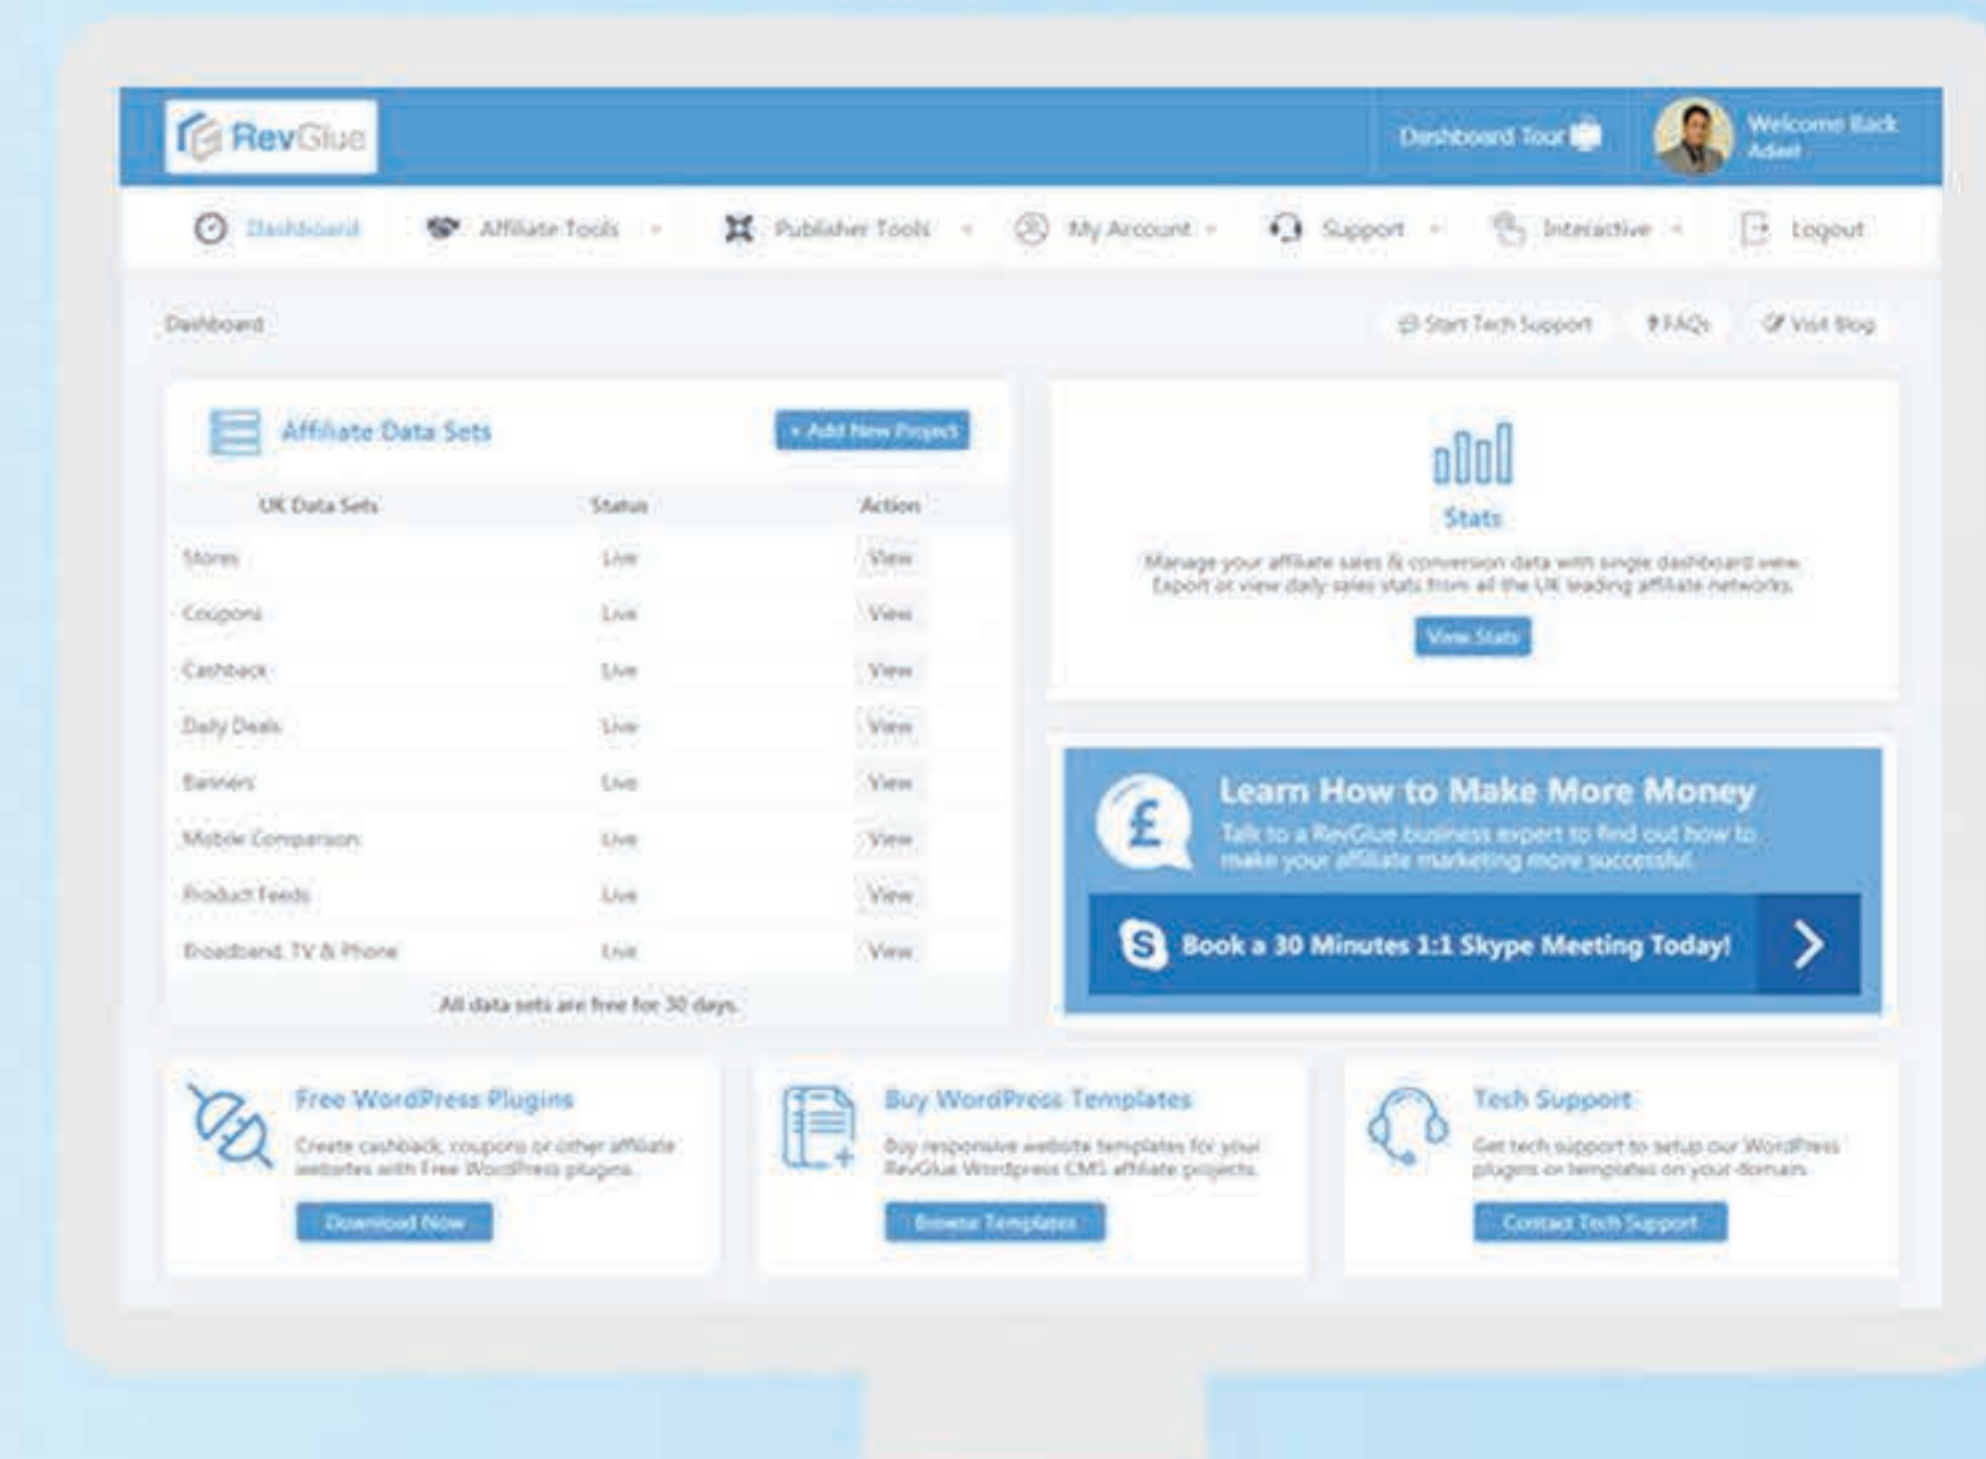 RevGlue
Dashboard Tour
Welcome Back
Adeel
Dashboard
Affiliate Tools
Publisher Tools
My Account
Support
Interactive
Logout
Dashboard
Start Tech Support
FAQs
Visit Blog
Affiliate Data Sets
+ Add New Project
UK Data Sets Status Action
Stores Live View
Coupons Live View
Cashback Live View
Daily Deals Live View
Banners Live View
Mobile Comparison Live View
Product Feeds Live View
Broadband, TV & Phone Live View
All data sets are free for 30 days.
Stats
Manage your affiliate sales & conversion data with single dashboard view.
Export or view daily sales stats from all the UK leading affiliate networks.
View Stats
£
Learn How to Make More Money
Talk to a RevGlue business expert to find out how to
make your affiliate marketing more successful.
Book a 30 Minutes 1:1 Skype Meeting Today!
Free WordPress Plugins
Create cashback, coupons or other affiliate
websites with Free WordPress plugins.
Download Now
Buy WordPress Templates
Buy responsive website templates for your
RevGlue Wordpress CMS affiliate projects.
Browse Templates
Tech Support
Get tech support to setup our WordPress
plugins or templates on your domain.
Contact Tech Support